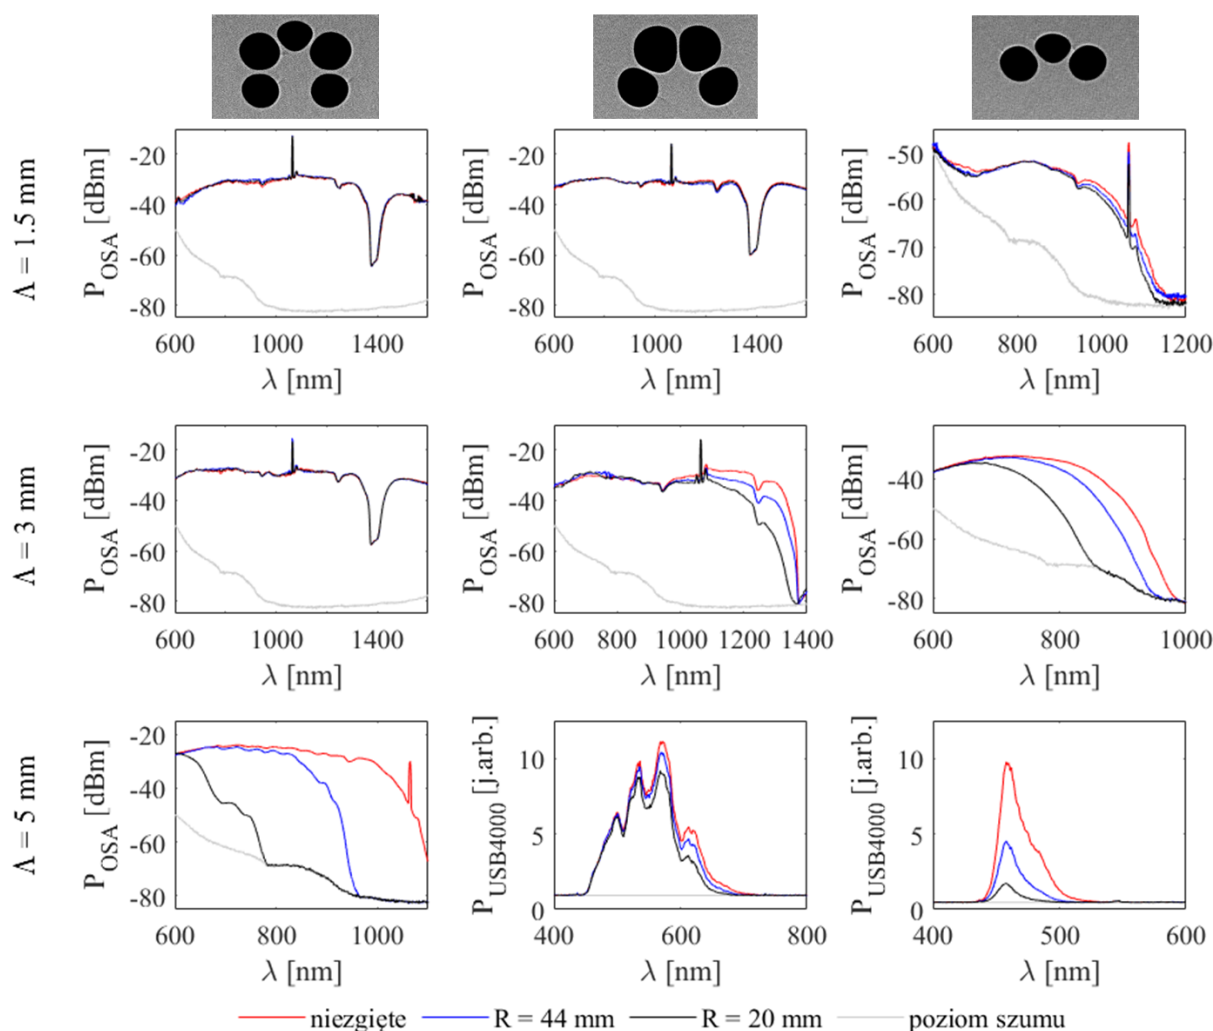 Λ = 1.5 mm
P_OSA [dBm]
-20
-40
-60
-80
600
1000
1400
λ [nm]
P_OSA [dBm]
-20
-40
-60
-80
600
1000
1400
λ [nm]
P_OSA [dBm]
-50
-60
-70
-80
600
800
1000
1200
λ [nm]
Λ = 3 mm
P_OSA [dBm]
-20
-40
-60
-80
600
1000
1400
λ [nm]
P_OSA [dBm]
-20
-40
-60
-80
600
800
1000
1200
1400
λ [nm]
P_OSA [dBm]
-40
-60
-80
600
800
1000
λ [nm]
Λ = 5 mm
P_OSA [dBm]
-20
-40
-60
-80
600
800
1000
λ [nm]
P_USB4000 [j.arb.]
10
5
0
400
600
800
λ [nm]
P_USB4000 [j.arb.]
10
5
0
400
500
600
λ [nm]
niezgięte R = 44 mm R = 20 mm poziom szumu